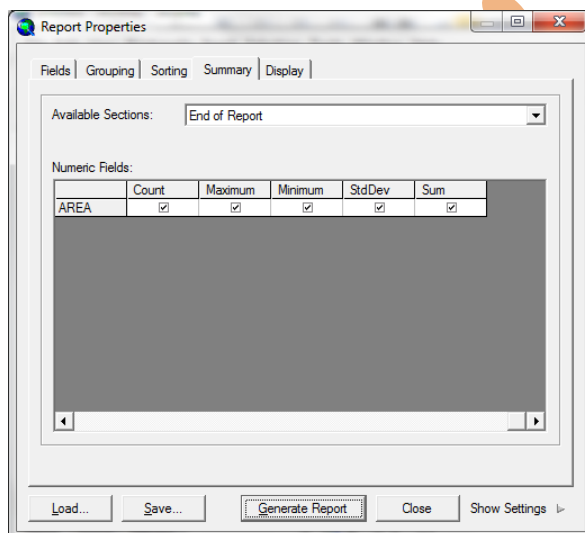 Report Properties
Fields Grouping Sorting Summary Display
Available Sections: End of Report
Numeric Fields:
Count Maximum Minimum StdDev Sum
AREA
Load... Save... Generate Report Close Show Settings